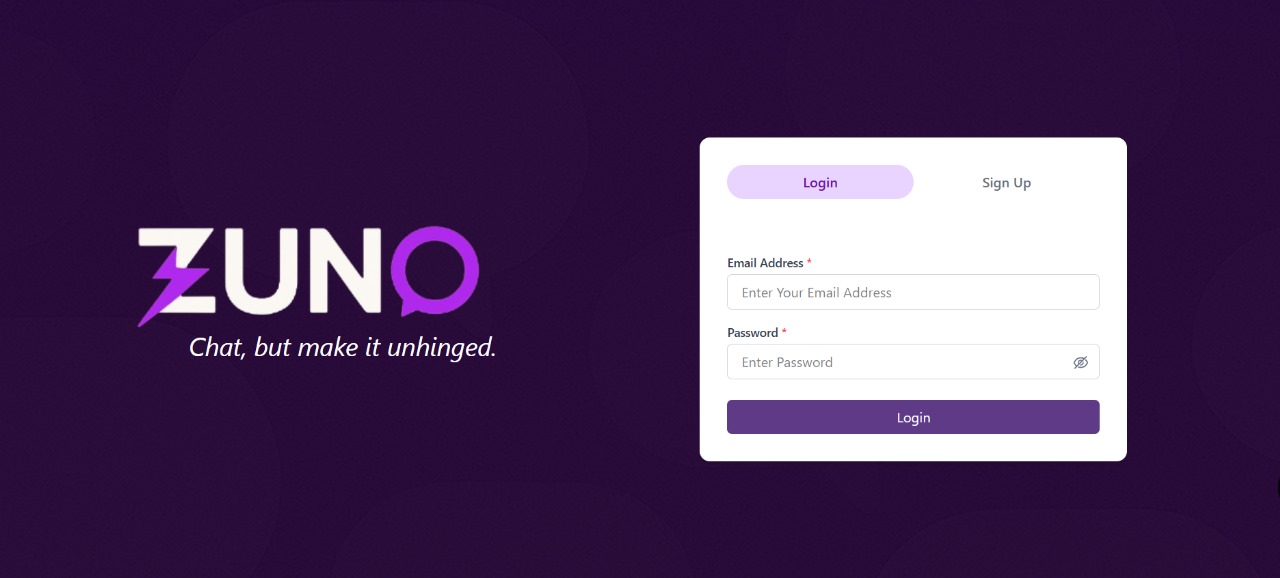 ZUNO
Chat, but make it unhinged.
Login
Sign Up
Email Address *
Enter Your Email Address
Password *
Enter Password
Login